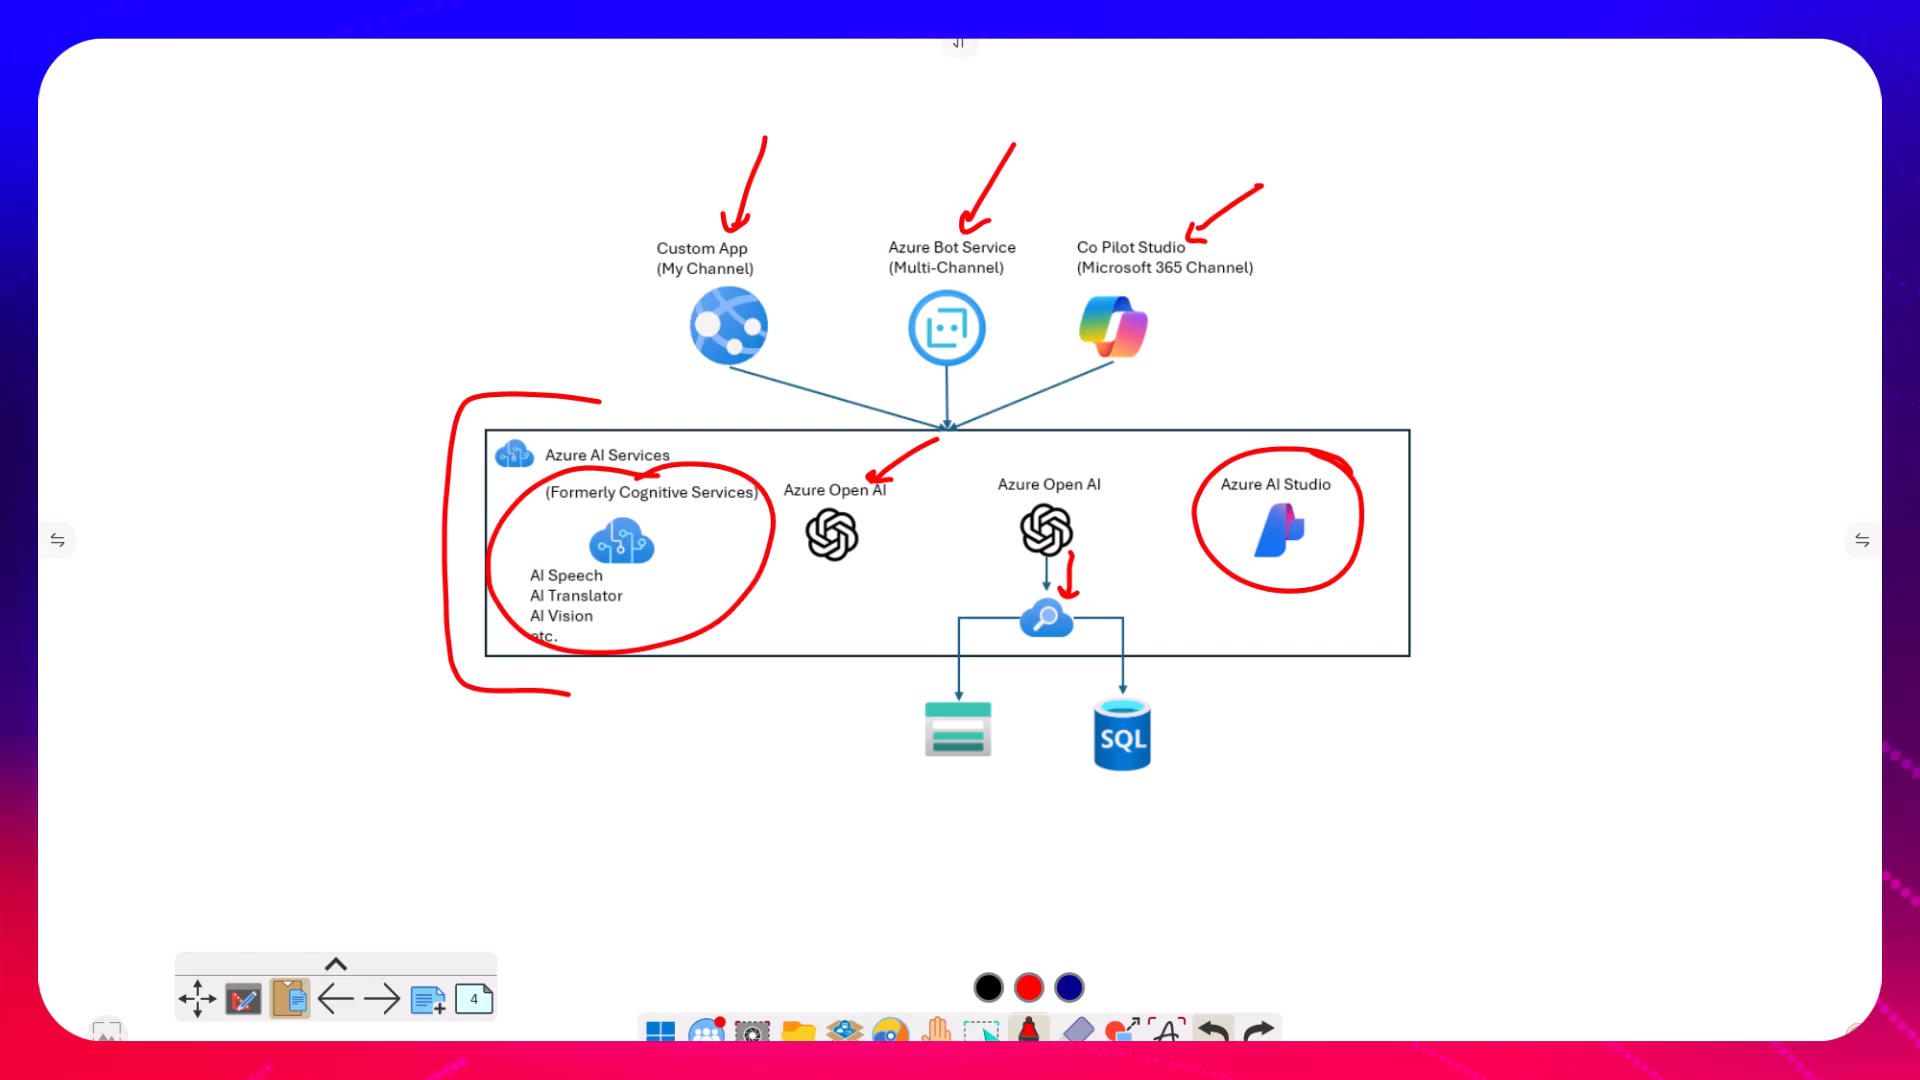 Custom App
(My Channel)
Azure Bot Service
(Multi-Channel)
Co Pilot Studio
(Microsoft 365 Channel)
Azure AI Services
(Formerly Cognitive Services)
AI Speech
AI Translator
AI Vision
etc.
Azure Open AI
Azure Open AI
Azure AI Studio
SQL
4